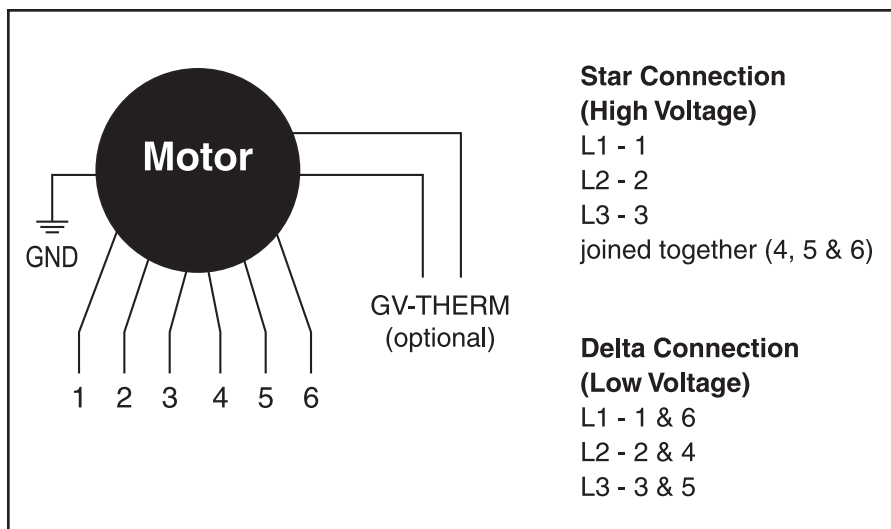 Motor
GND
1 2 3 4 5 6
GV-THERM
(optional)
Star Connection
(High Voltage)
L1 - 1
L2 - 2
L3 - 3
joined together (4, 5 & 6)
Delta Connection
(Low Voltage)
L1 - 1 & 6
L2 - 2 & 4
L3 - 3 & 5